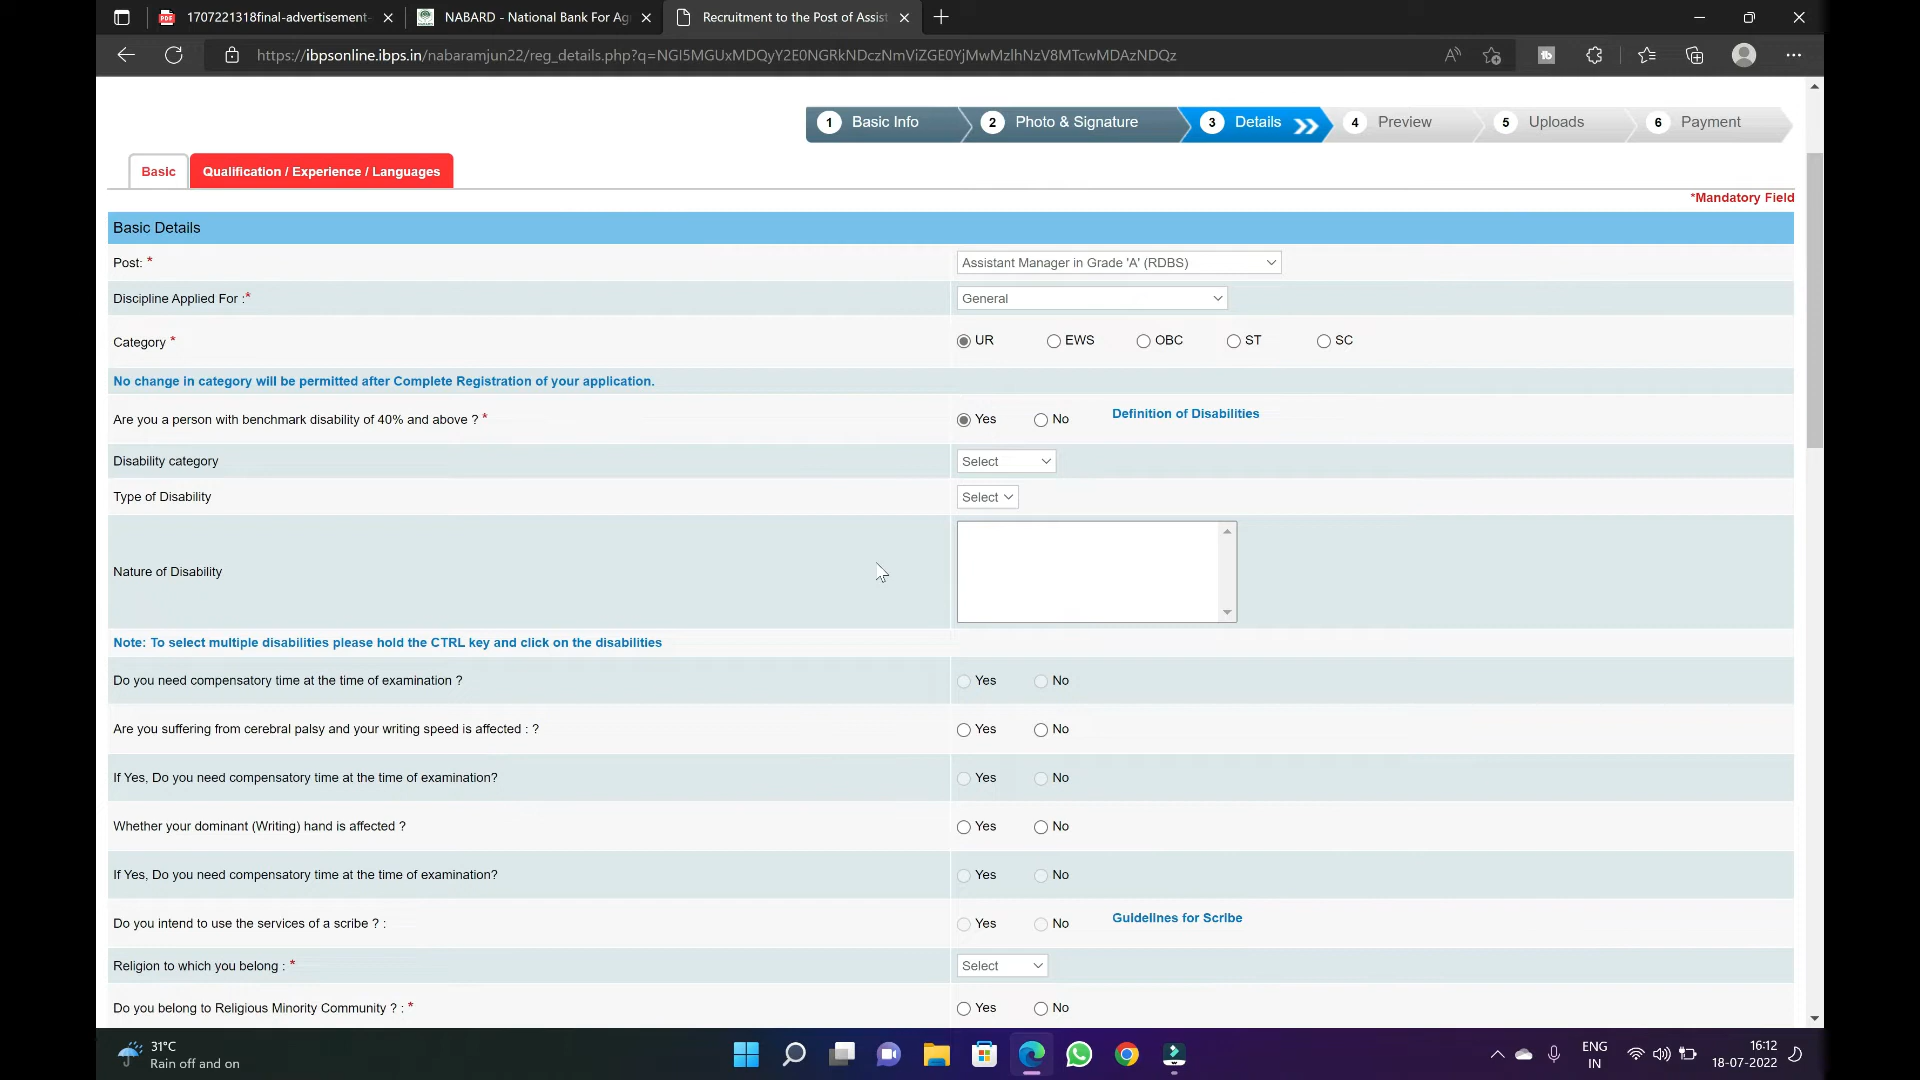 1707221318final-advertisement-
NABARD - National Bank For Ag
Recruitment to the Post of Assist
https://ibpsonline.ibps.in/nabaramjun22/reg_details.php?q=NGI5MGUxMDQyY2E0NGRkNDczNmViZGE0YjMwMzlhNzV8MTcwMDAzNDQz
1 Basic Info
2 Photo & Signature
3 Details
4 Preview
5 Uploads
6 Payment
Basic
Qualification / Experience / Languages
*Mandatory Field
Basic Details
Post: *
Assistant Manager in Grade 'A' (RDBS)
Discipline Applied For :*
General
Category *
UR EWS OBC ST SC
No change in category will be permitted after Complete Registration of your application.
Are you a person with benchmark disability of 40% and above ? *
Yes No
Definition of Disabilities
Disability category
Select
Type of Disability
Select
Nature of Disability
Note: To select multiple disabilities please hold the CTRL key and click on the disabilities
Do you need compensatory time at the time of examination ?
Yes No
Are you suffering from cerebral palsy and your writing speed is affected : ?
Yes No
If Yes, Do you need compensatory time at the time of examination?
Yes No
Whether your dominant (Writing) hand is affected ?
Yes No
If Yes, Do you need compensatory time at the time of examination?
Yes No
Do you intend to use the services of a scribe ? :
Yes No
Guidelines for Scribe
Religion to which you belong : *
Select
Do you belong to Religious Minority Community ? : *
Yes No
31°C
Rain off and on
ENG
IN
16:12
18-07-2022